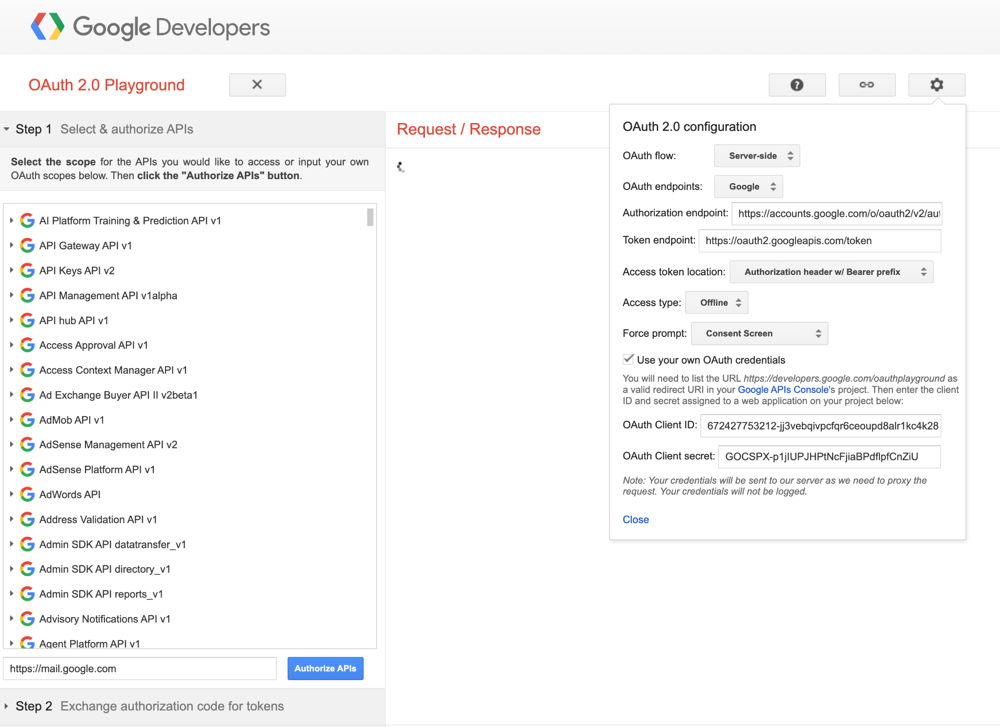 Google Developers
OAuth 2.0 Playground
Step 1 Select & authorize APIs
Select the scope for the APIs you would like to access or input your own
OAuth scopes below. Then click the "Authorize APIs" button.
AI Platform Training & Prediction API v1
API Gateway API v1
API Keys API v2
API Management API v1alpha
API hub API v1
Access Approval API v1
Access Context Manager API v1
Ad Exchange Buyer API II v2beta1
AdMob API v1
AdSense Management API v2
AdSense Platform API v1
AdWords API
Address Validation API v1
Admin SDK API datatransfer_v1
Admin SDK API directory_v1
Admin SDK API reports_v1
Advisory Notifications API v1
Agent Platform API v1
https://mail.google.com
Authorize APIs
Step 2 Exchange authorization code for tokens
Request / Response
OAuth 2.0 configuration
OAuth flow: Server-side
OAuth endpoints: Google
Authorization endpoint: https://accounts.google.com/o/oauth2/v2/aut
Token endpoint: https://oauth2.googleapis.com/token
Access token location: Authorization header w/ Bearer prefix
Access type: Offline
Force prompt: Consent Screen
Use your own OAuth credentials
You will need to list the URL https://developers.google.com/oauthplayground as
a valid redirect URI in your Google APIs Console's project. Then enter the client
ID and secret assigned to a web application on your project below:
OAuth Client ID: 672427753212-jj3vebqivpcfqr6ceoupd8alr1kc4k28
OAuth Client secret: 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
Note: Your credentials will be sent to our server as we need to proxy the
request. Your credentials will not be logged.
Close